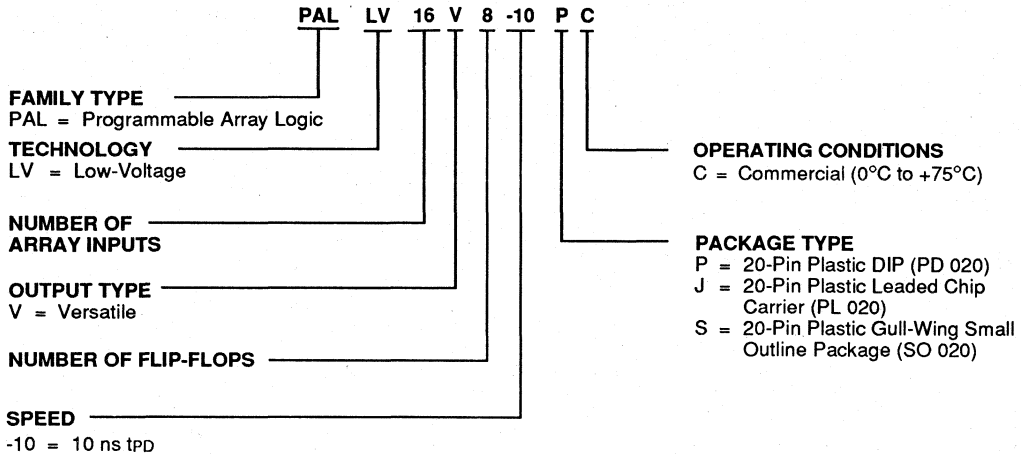 PAL LV 16 V 8 -10 P C
FAMILY TYPE
PAL = Programmable Array Logic
TECHNOLOGY
LV = Low-Voltage
NUMBER OF
ARRAY INPUTS
OUTPUT TYPE
V = Versatile
NUMBER OF FLIP-FLOPS
SPEED
-10 = 10 ns tPD
OPERATING CONDITIONS
C = Commercial (0°C to +75°C)
PACKAGE TYPE
P = 20-Pin Plastic DIP (PD 020)
J = 20-Pin Plastic Leaded Chip
Carrier (PL 020)
S = 20-Pin Plastic Gull-Wing Small
Outline Package (SO 020)